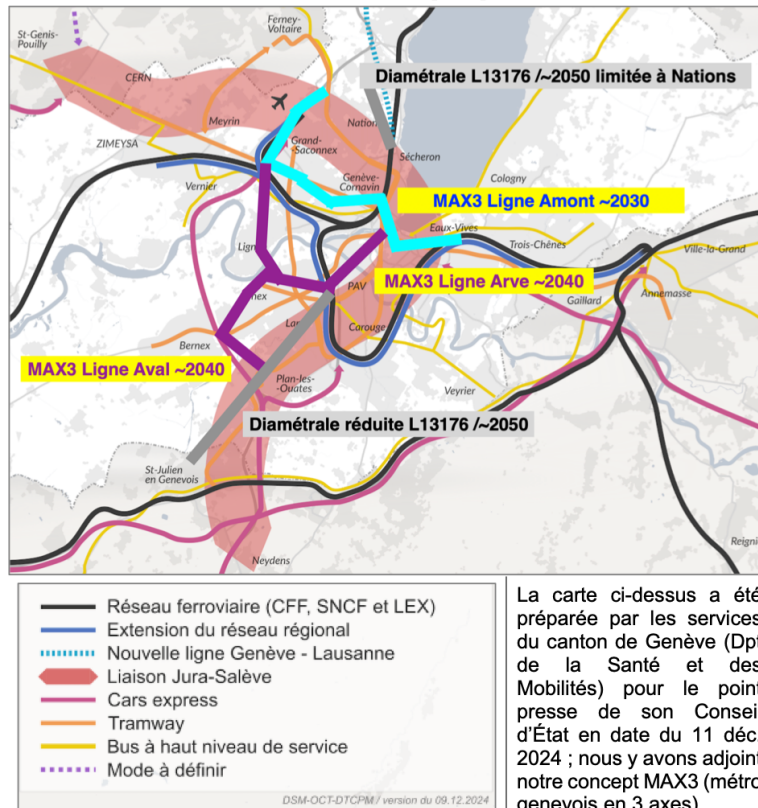 Ferney-
Voltaire
St-Genis-
Pouilly
Diamétrale L13176 /~2050 limitée à Nations
CERN
Meyrin
Nation
ZIMEYSA
Grand-
Saconnex
Sécheron
Vernier
Genève-
Cornavin
Cologny
MAX3 Ligne Amont ~2030
Eaux-Vives
Trois-Chênes
Ville-la-Grand
Lign
MAX3 Ligne Arve ~2040
PAV
nex
Annemasse
Gaillard
Lan
Carouge
Bernex
MAX3 Ligne Aval ~2040
Plan-les-
-Ouates
Veyrier
Diamétrale réduite L13176 /~2050
St-Julien
en Genevois
Neydens
Reignie
Réseau ferroviaire (CFF, SNCF et LEX)
Extension du réseau régional
Nouvelle ligne Genève - Lausanne
Liaison Jura-Salève
Cars express
Tramway
Bus à haut niveau de service
Mode à définir
DSM-OCT-DTCPM / version du 09.12.2024
La carte ci-dessus a été
préparée par les services
du canton de Genève (Dpt
de la Santé et des
Mobilités) pour le point
presse de son Conseil
d'État en date du 11 déc.
2024 ; nous y avons adjoint
notre concept MAX3 (métro
genevois en 3 axes)